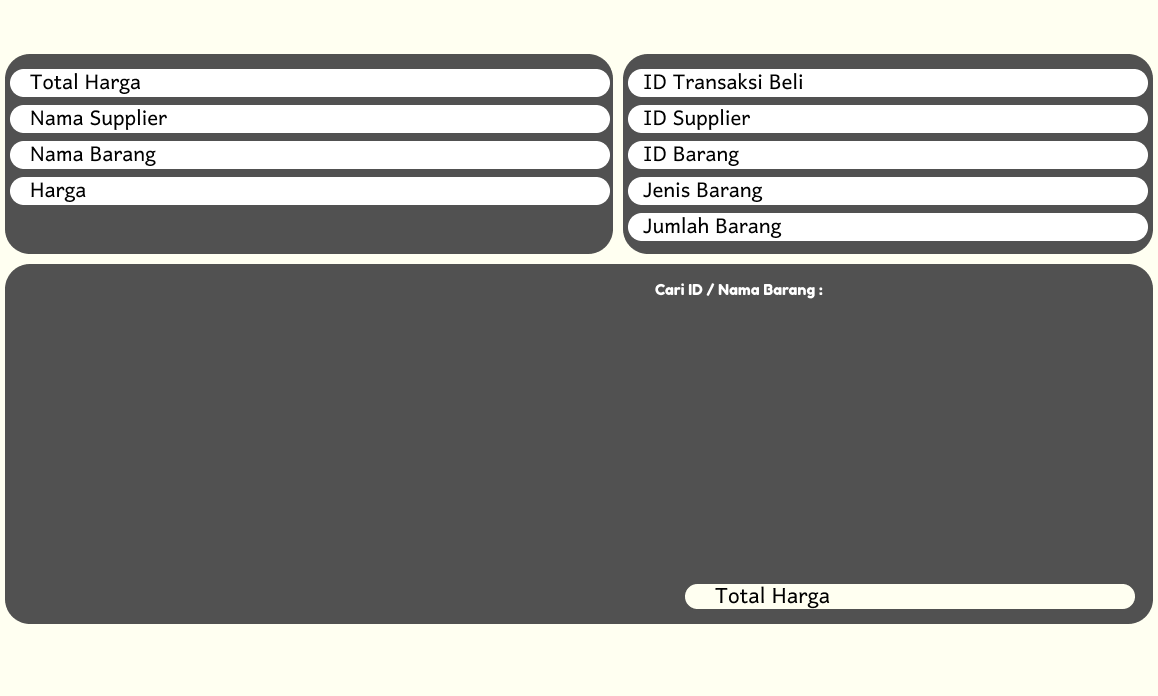 Total Harga
Nama Supplier
Nama Barang
Harga
ID Transaksi Beli
ID Supplier
ID Barang
Jenis Barang
Jumlah Barang
Cari ID / Nama Barang :
Total Harga